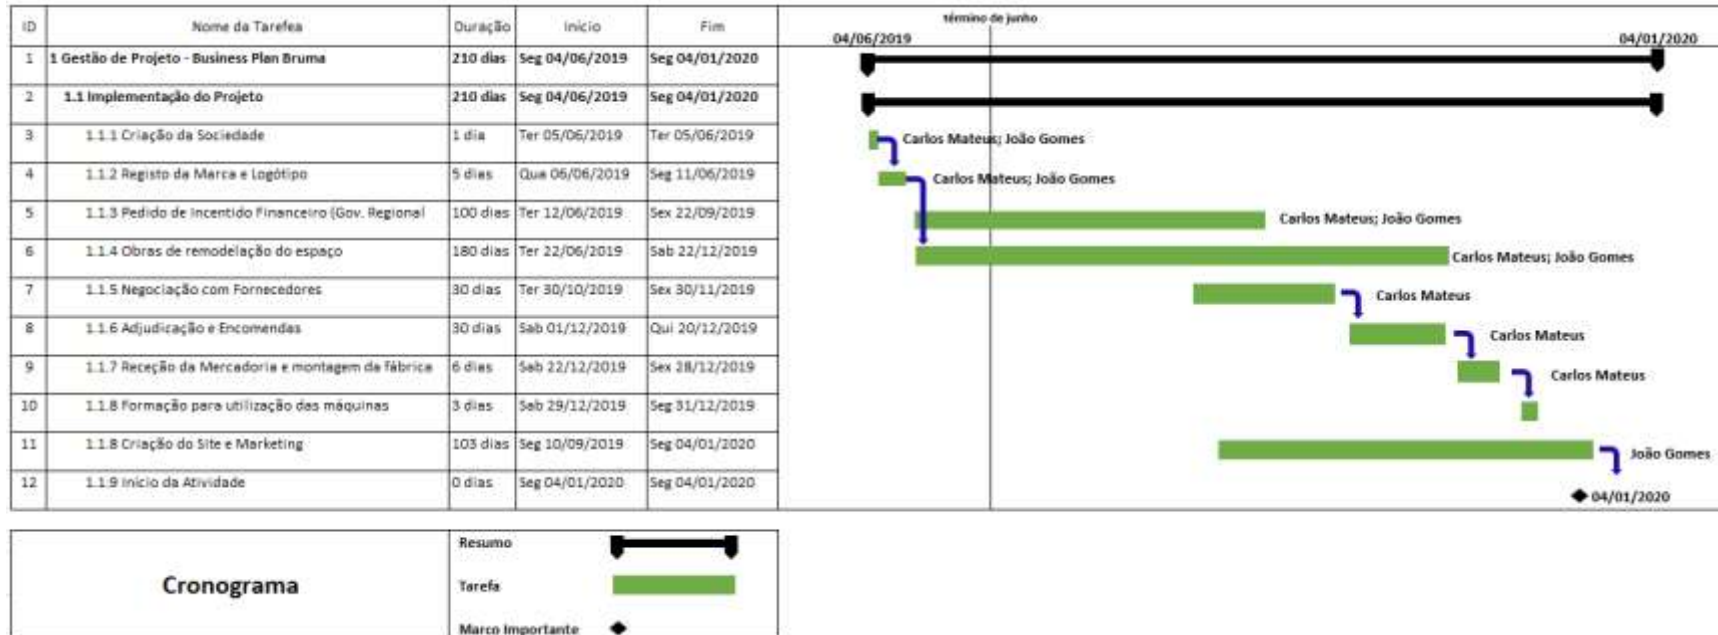 ID Nome da Tarefea Duração Inicio Fim
término de junho
04/06/2019 04/01/2020
1 1 Gestão de Projeto - Business Plan Bruma 210 dias Seg 04/06/2019 Seg 04/01/2020
2 1.1 Implementação do Projeto 210 dias Seg 04/06/2019 Seg 04/01/2020
3 1.1.1 Criação da Sociedade 1 dia Ter 05/06/2019 Ter 05/06/2019 Carlos Mateus; João Gomes
4 1.1.2 Registo da Marca e Logótipo 5 dias Qua 06/06/2019 Seg 11/06/2019 Carlos Mateus; João Gomes
5 1.1.3 Pedido de Incentido Financeiro (Gov. Regional 100 dias Ter 12/06/2019 Sex 22/09/2019 Carlos Mateus; João Gomes
6 1.1.4 Obras de remodelação do espaço 180 dias Ter 22/06/2019 Sab 22/12/2019 Carlos Mateus; João Gomes
7 1.1.5 Negociação com Fornecedores 30 dias Ter 30/10/2019 Sex 30/11/2019 Carlos Mateus
8 1.1.6 Adjudicação e Encomendas 30 dias Sab 01/12/2019 Qui 20/12/2019 Carlos Mateus
9 1.1.7 Receção da Mercadoria e montagem da fábrica 6 dias Sab 22/12/2019 Sex 28/12/2019 Carlos Mateus
10 1.1.8 Formação para utilização das máquinas 3 dias Sab 29/12/2019 Seg 31/12/2019
11 1.1.8 Criação do Site e Marketing 103 dias Seg 10/09/2019 Seg 04/01/2020 João Gomes
12 1.1.9 Inicio da Atividade 0 dias Seg 04/01/2020 Seg 04/01/2020 04/01/2020
Cronograma
Resumo
Tarefa
Marco Importante